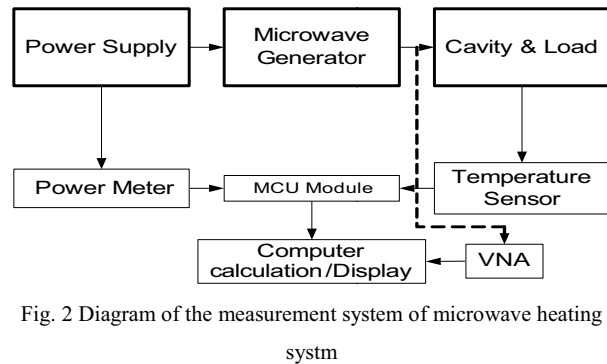 Power Supply
Microwave
Generator
Cavity & Load
Power Meter
MCU Module
Temperature
Sensor
Computer
calculation/Display
VNA
Fig. 2 Diagram of the measurement system of microwave heating
systm